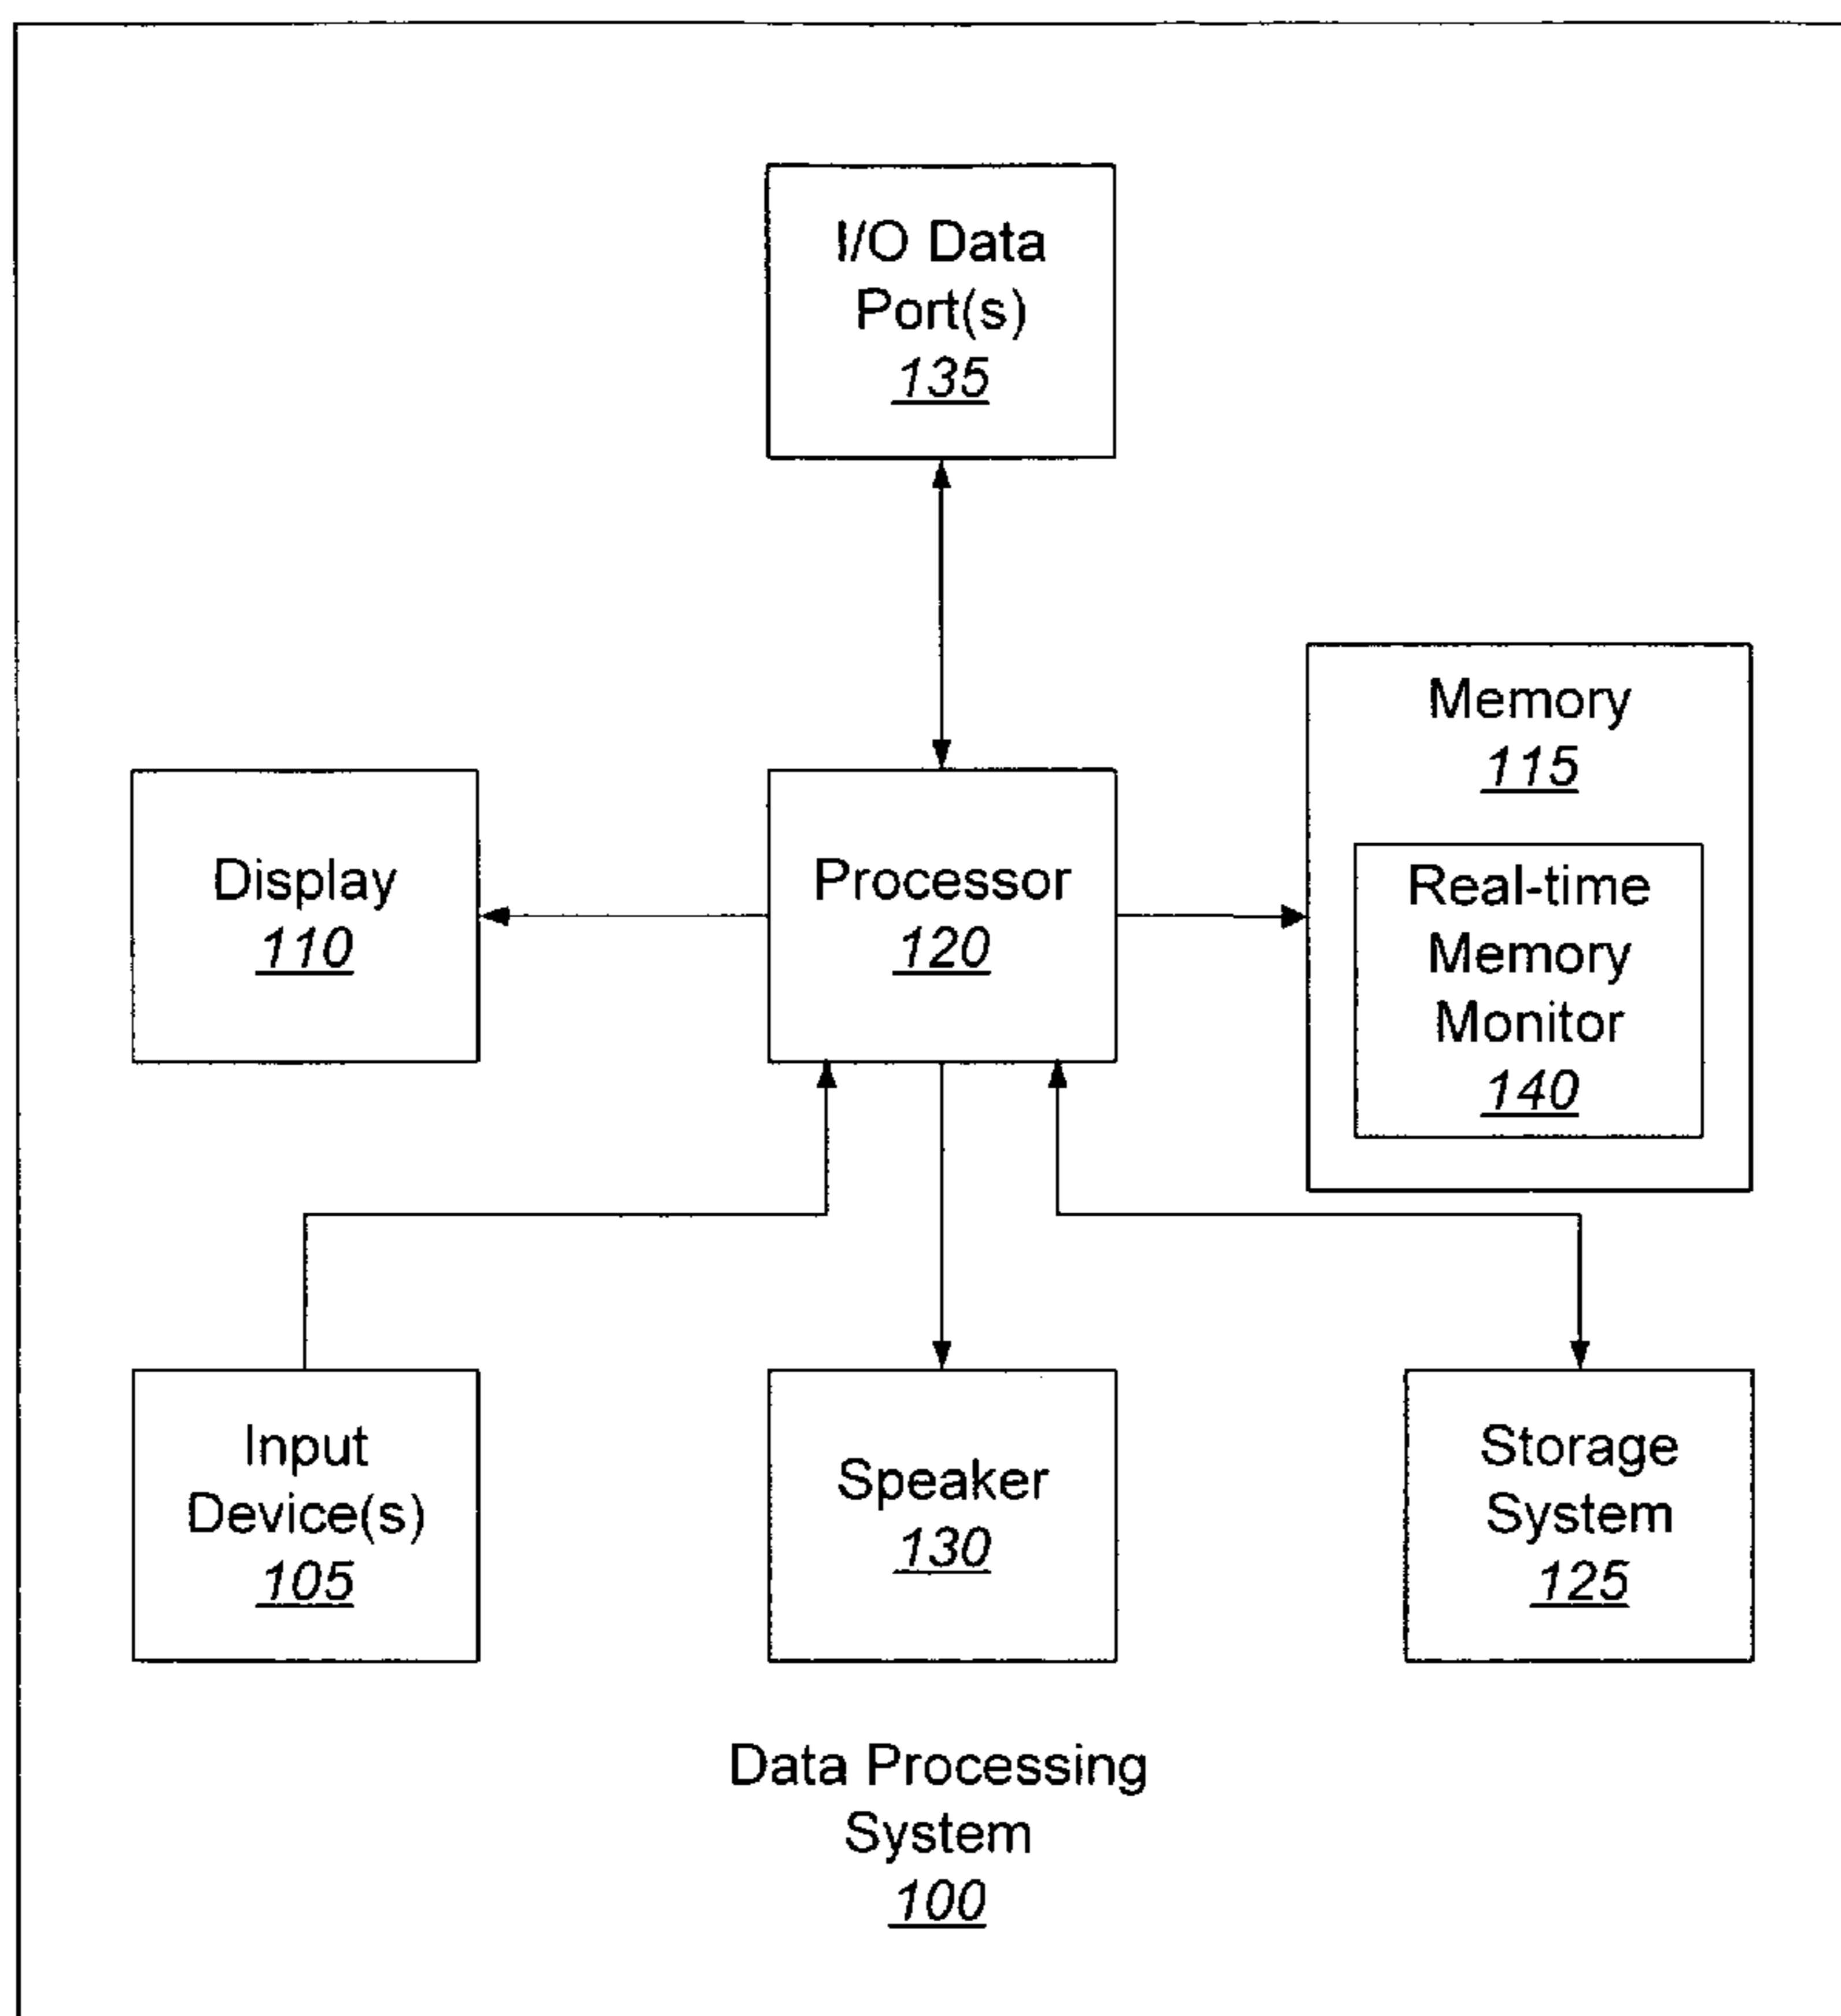 I/O Data
Port(s)
135
Memory
115
Display
110
Processor
120
Real-time
Memory
Monitor
140
Input
Device(s)
105
Speaker
130
Storage
System
125
Data Processing
System
100